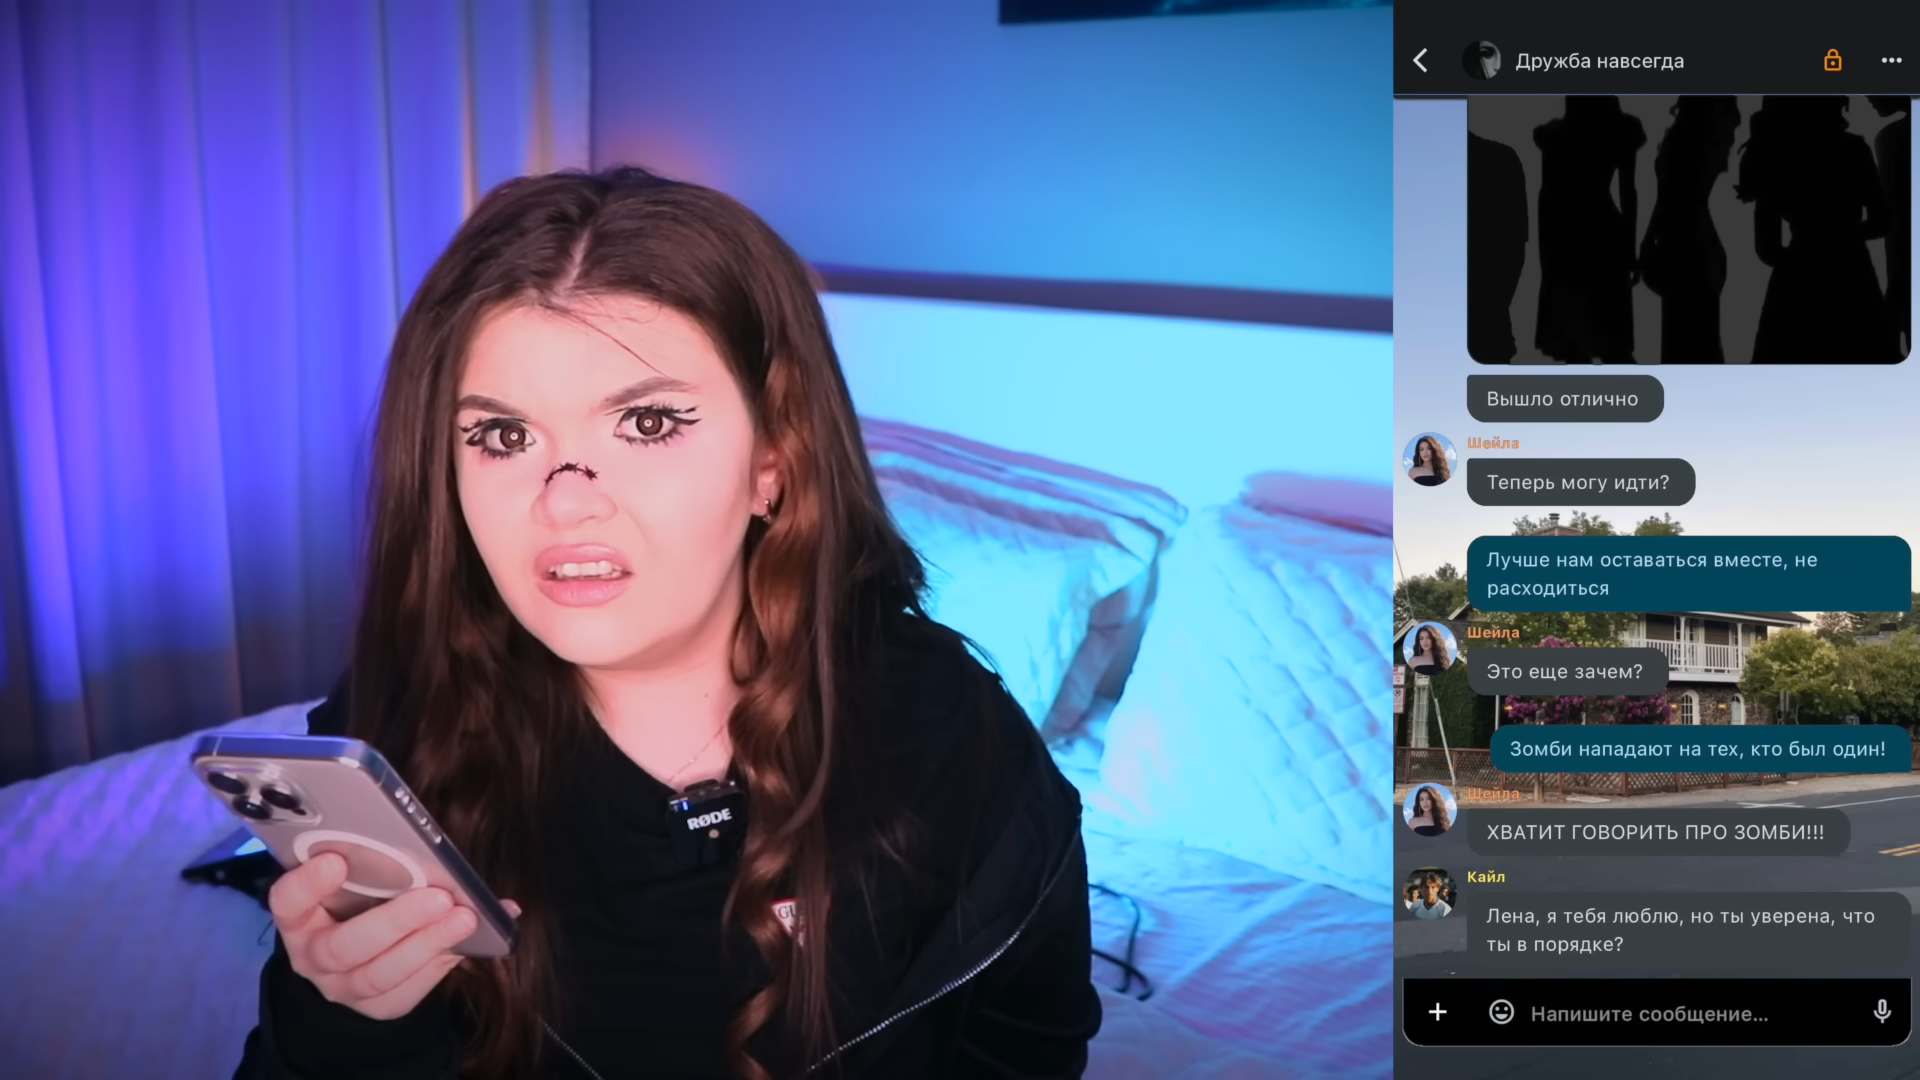 Дружба навсегда
Вышло отлично
Шейла
Теперь могу идти?
Лучше нам оставаться вместе, не
расходиться
Шейла
Это еще зачем?
Зомби нападают на тех, кто был один!
Шейла
ХВАТИТ ГОВОРИТЬ ПРО ЗОМБИ!!!
Кайл
Лена, я тебя люблю, но ты уверена, что
ты в порядке?
Напишите сообщение...
RØDE
GU